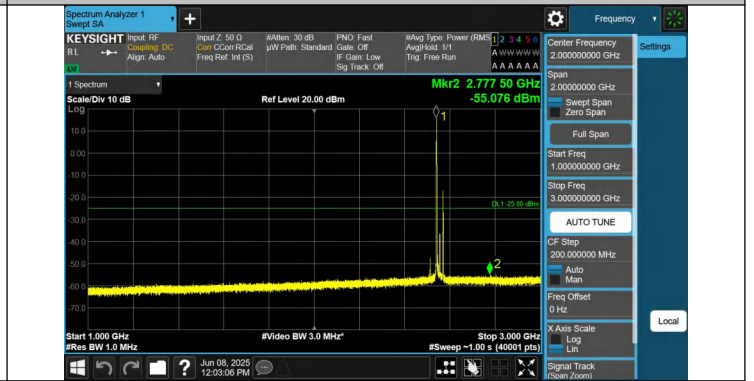 Spectrum Analyzer 1
Swept SA
Frequency
KEYSIGHT
RL
Input: RF
Coupling: DC
Align: Auto
Input Z: 50 Ω
Corr CCorr RCal
Freq Ref: Int (S)
#Atten: 30 dB
µW Path: Standard
PNO: Fast
Gate: Off
IF Gain: Low
Sig Track: Off
#Avg Type: Power (RMS
Avg|Hold: 1/1
Trig: Free Run
1 2 3 4 5 6
A W W W W W
A A A A A A
1 Spectrum
Scale/Div 10 dB
Ref Level 20.00 dBm
Mkr2 2.777 50 GHz
-55.076 dBm
Log
10.0
0.00
-10.0
-20.0
-30.0
-40.0
-50.0
-60.0
-70.0
1
DL1 -25.00 dBm
2
Start 1.000 GHz
#Res BW 1.0 MHz
#Video BW 3.0 MHz*
Stop 3.000 GHz
#Sweep ~1.00 s (40001 pts)
Jun 08, 2025
12:03:06 PM
Center Frequency
2.000000000 GHz
Settings
Span
2.00000000 GHz
Swept Span
Zero Span
Full Span
Start Freq
1.000000000 GHz
Stop Freq
3.000000000 GHz
AUTO TUNE
CF Step
200.000000 MHz
Auto
Man
Freq Offset
0 Hz
X Axis Scale
Log
Lin
Local
Signal Track
(Span Zoom)